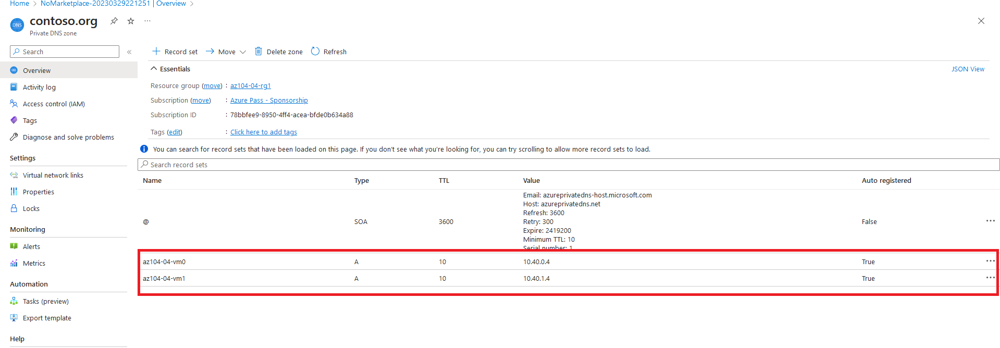 Home > NoMarketplace-20230329221251 | Overview >
DNS
contoso.org
Private DNS zone
Search
Overview
Activity log
Access control (IAM)
Tags
Diagnose and solve problems
Settings
Virtual network links
Properties
Locks
Monitoring
Alerts
Metrics
Automation
Tasks (preview)
Export template
Help
Record set Move Delete zone Refresh
Essentials JSON View
Resource group (move) : az104-04-rg1
Subscription (move) : Azure Pass - Sponsorship
Subscription ID : 78bbfee9-8950-4ff4-acea-bfde0b634a88
Tags (edit) : Click here to add tags
You can search for record sets that have been loaded on this page. If you don't see what you're looking for, you can try scrolling to allow more record sets to load.
Search record sets
Name Type TTL Value Auto registered
Email: azureprivatedns-host.microsoft.com
Host: azureprivatedns.net
Refresh: 3600
@ SOA 3600 Retry: 300 False
Expire: 2419200
Minimum TTL: 10
Serial number: 1
az104-04-vm0 A 10 10.40.0.4 True
az104-04-vm1 A 10 10.40.1.4 True